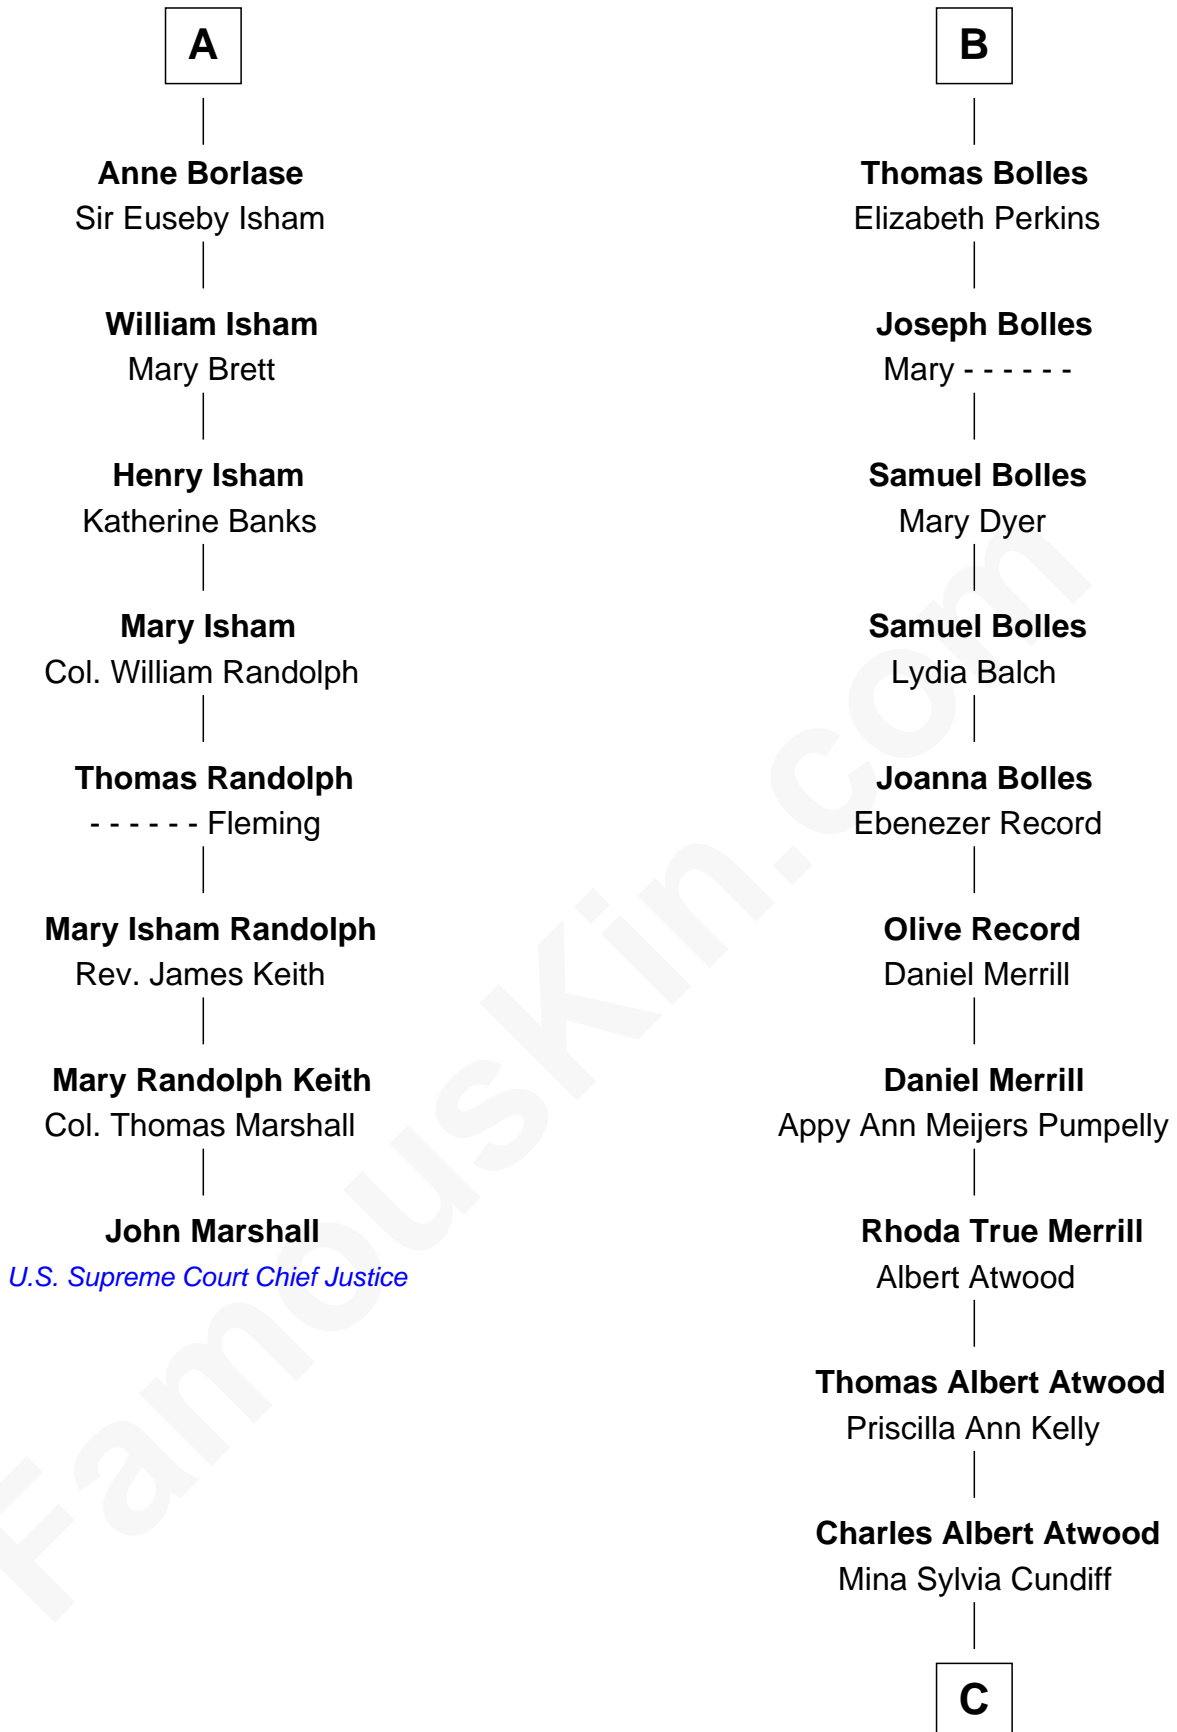 A
Anne Borlase
Sir Euseby Isham
William Isham
Mary Brett
Henry Isham
Katherine Banks
Mary Isham
Col. William Randolph
Thomas Randolph
- - - - - - Fleming
Mary Isham Randolph
Rev. James Keith
Mary Randolph Keith
Col. Thomas Marshall
John Marshall
U.S. Supreme Court Chief Justice
B
Thomas Bolles
Elizabeth Perkins
Joseph Bolles
Mary - - - - - -
Samuel Bolles
Mary Dyer
Samuel Bolles
Lydia Balch
Joanna Bolles
Ebenezer Record
Olive Record
Daniel Merrill
Daniel Merrill
Appy Ann Meijers Pumpelly
Rhoda True Merrill
Albert Atwood
Thomas Albert Atwood
Priscilla Ann Kelly
Charles Albert Atwood
Mina Sylvia Cundiff
C
FamousKin.com